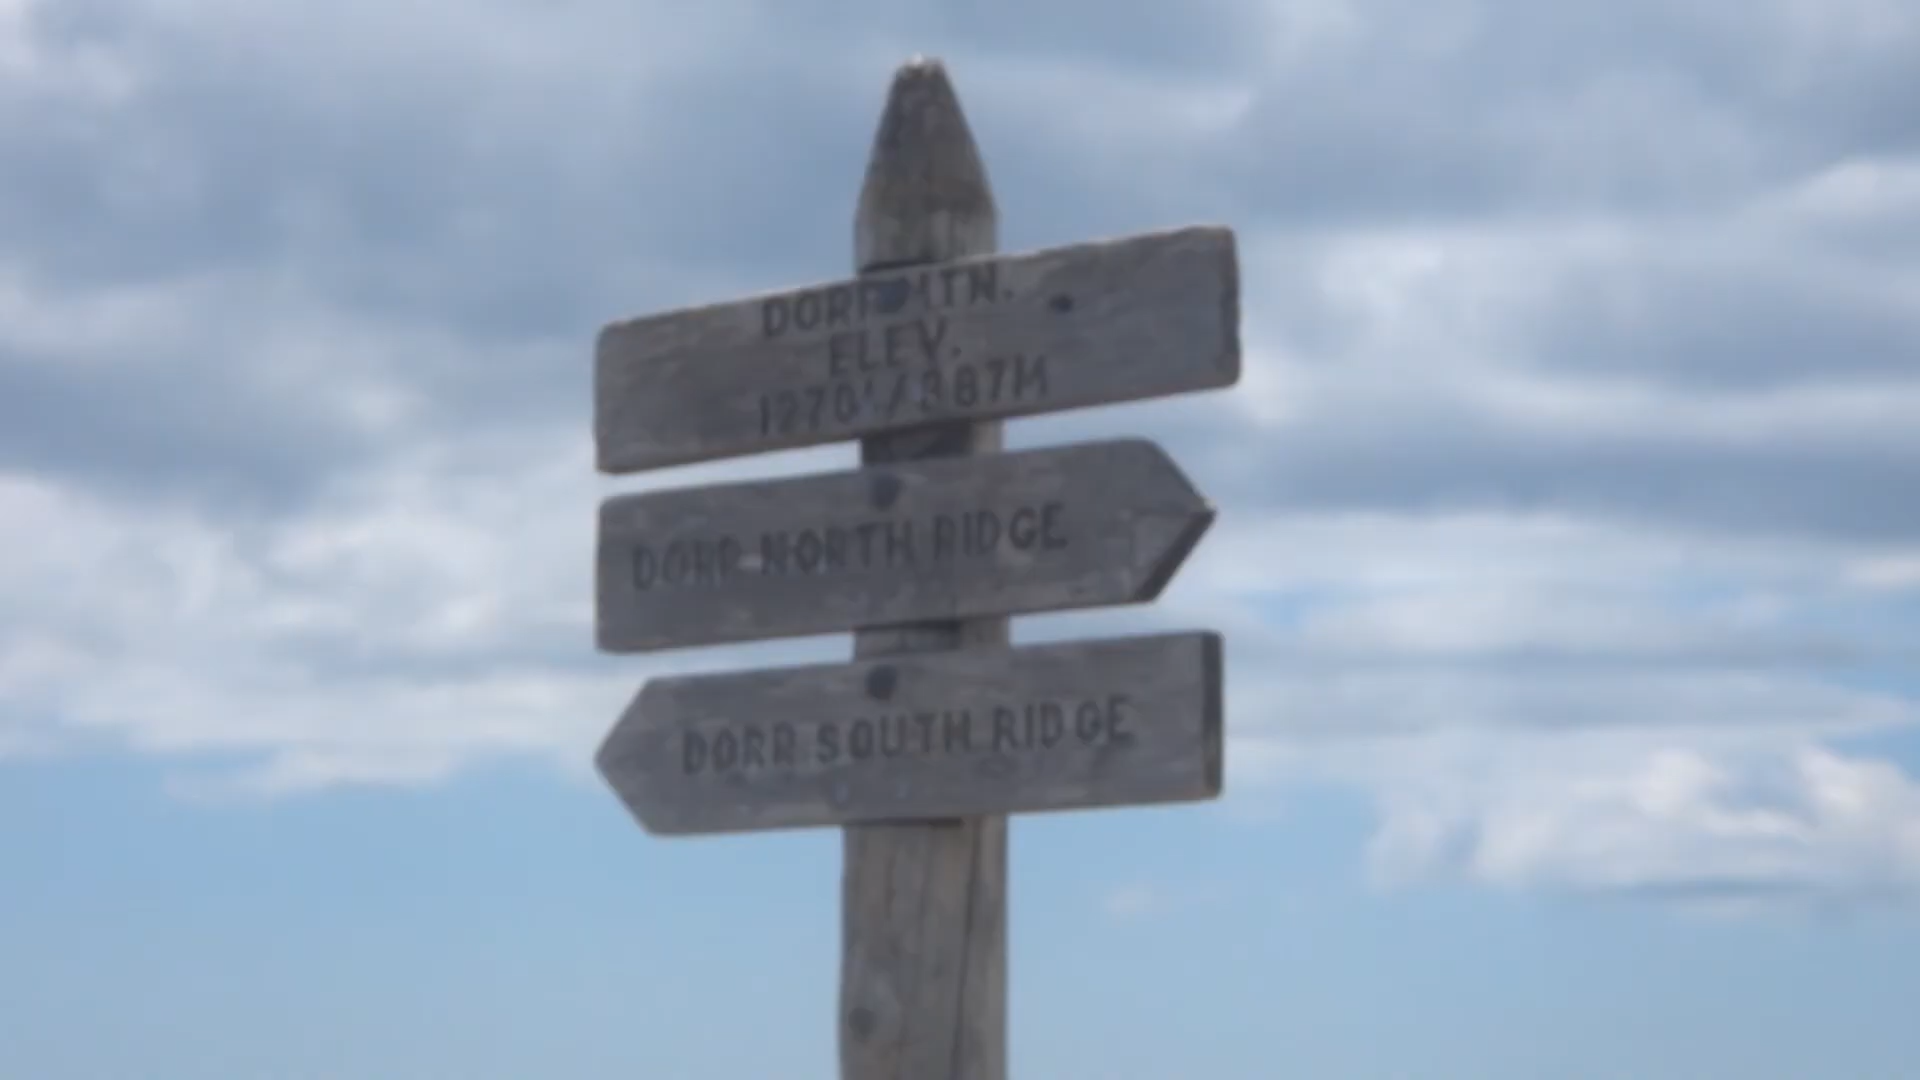 DORR MTN.
ELEV.
1270'/387M
DORR NORTH RIDGE
DORR SOUTH RIDGE